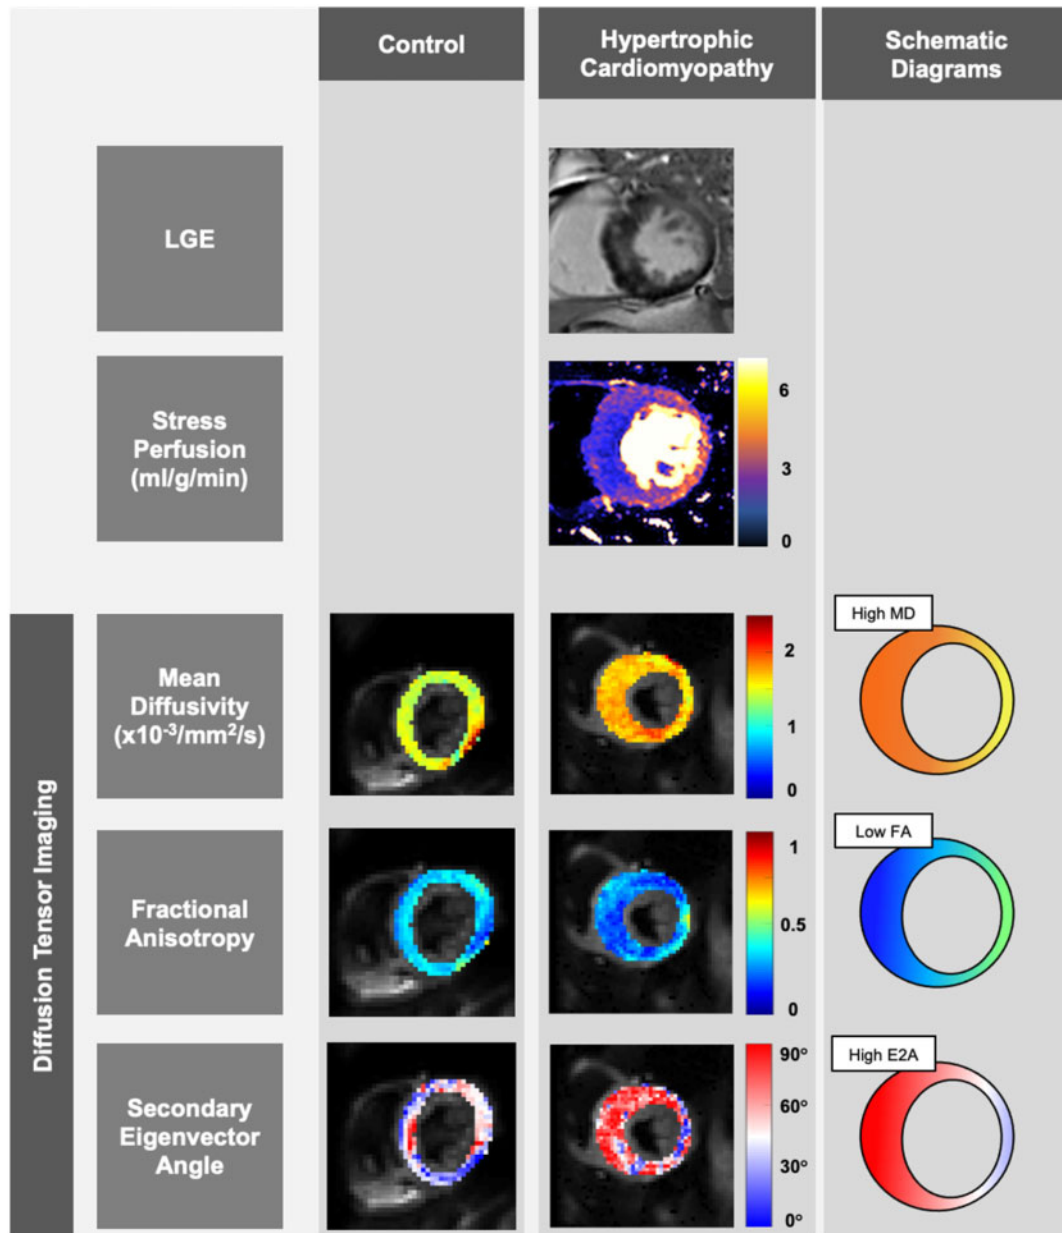 Control
Hypertrophic
Cardiomyopathy
Schematic
Diagrams
LGE
Stress
Perfusion
(ml/g/min)
6
3
0
Diffusion Tensor Imaging
Mean
Diffusivity
(x10⁻³/mm²/s)
2
1
0
High MD
Fractional
Anisotropy
1
0.5
0
Low FA
Secondary
Eigenvector
Angle
90°
60°
30°
0°
High E2A